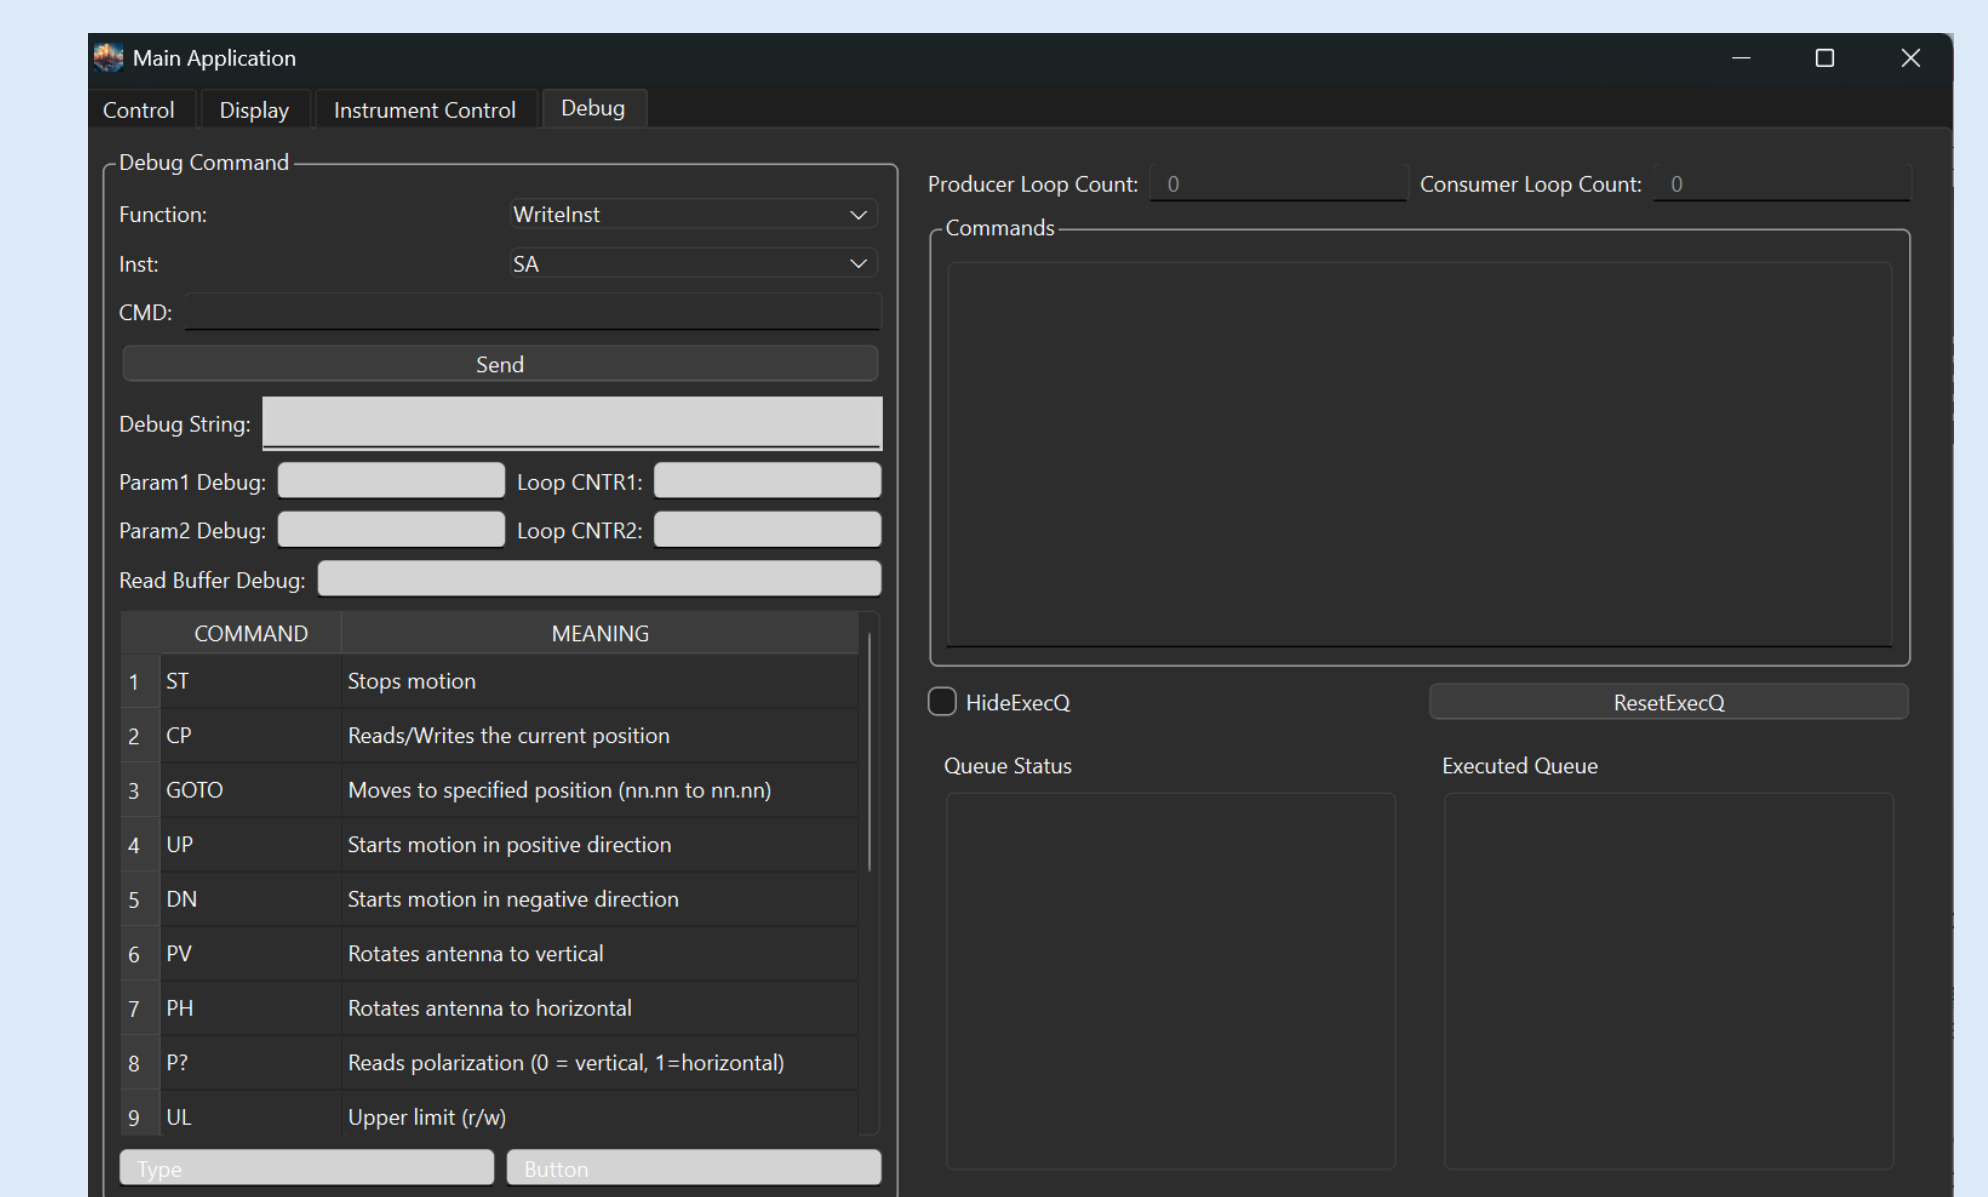 Main Application
Control Display Instrument Control Debug
Debug Command
Function: WriteInst
Inst: SA
CMD:
Send
Debug String:
Param1 Debug: Loop CNTR1:
Param2 Debug: Loop CNTR2:
Read Buffer Debug:
COMMAND MEANING
1 ST Stops motion
2 CP Reads/Writes the current position
3 GOTO Moves to specified position (nn.nn to nn.nn)
4 UP Starts motion in positive direction
5 DN Starts motion in negative direction
6 PV Rotates antenna to vertical
7 PH Rotates antenna to horizontal
8 P? Reads polarization (0 = vertical, 1=horizontal)
9 UL Upper limit (r/w)
Type Button
Producer Loop Count: 0 Consumer Loop Count: 0
Commands
HideExecQ ResetExecQ
Queue Status Executed Queue